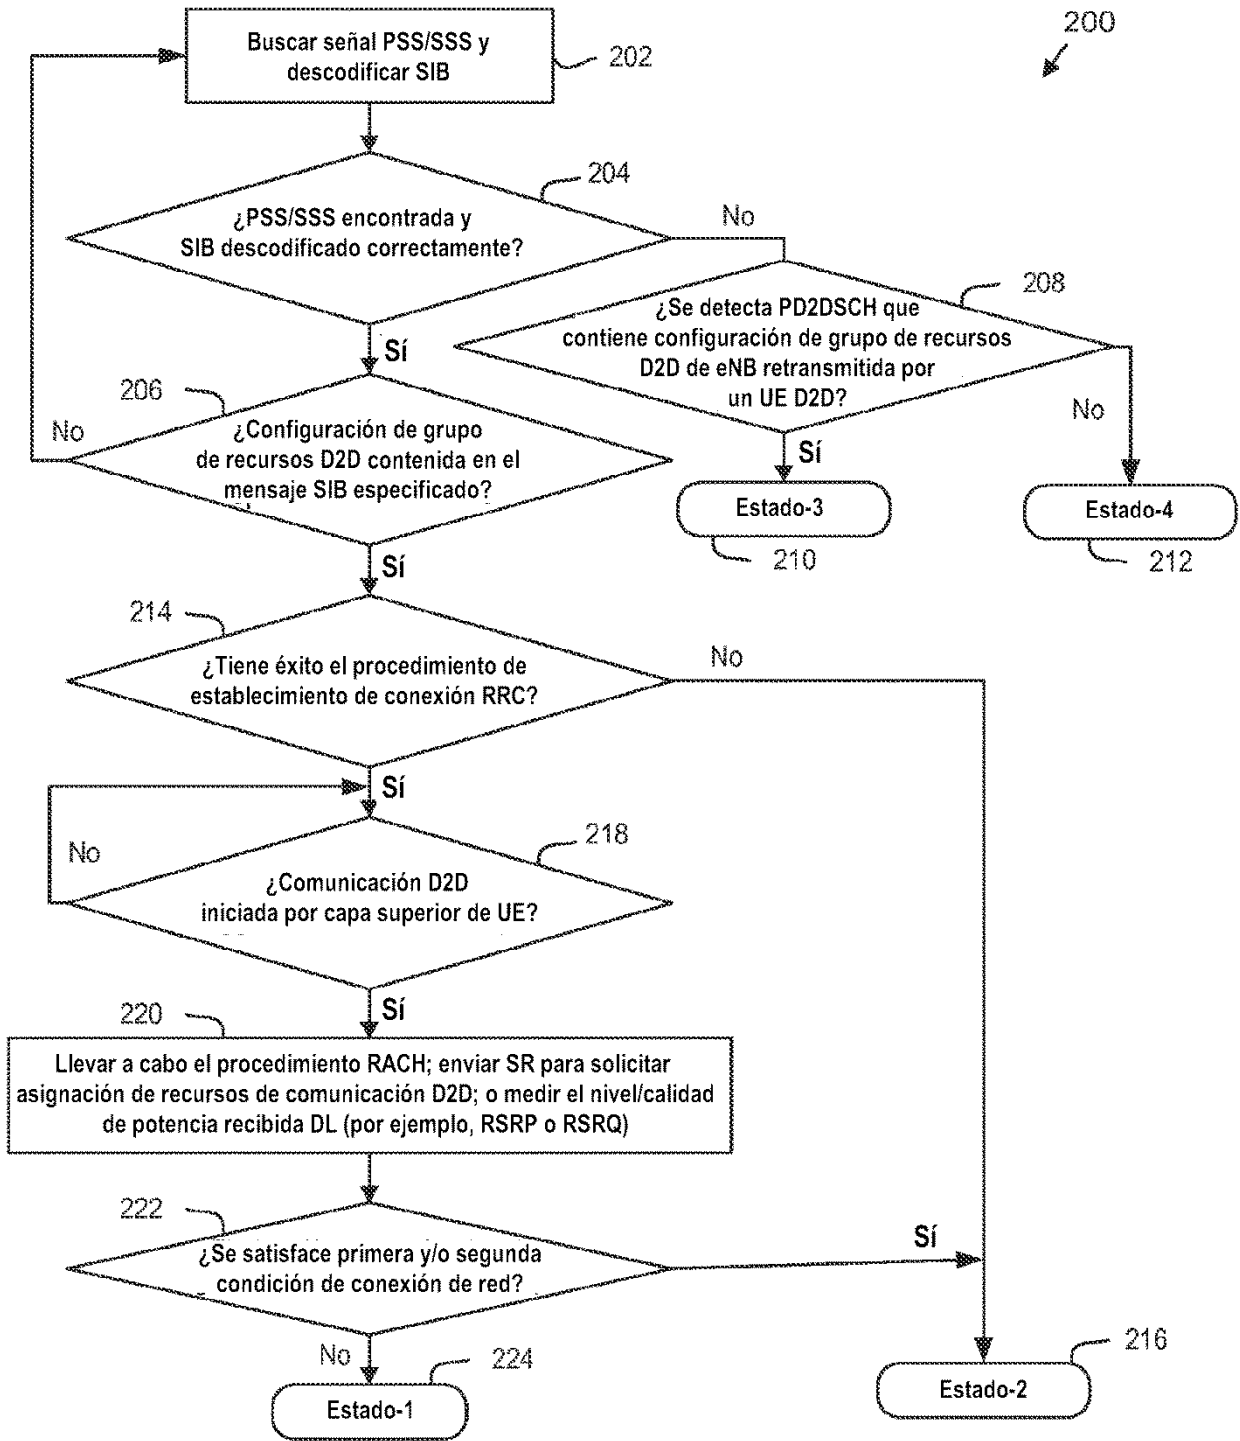 200
Buscar señal PSS/SSS y
descodificar SIB
202
204
¿PSS/SSS encontrada y
SIB descodificado correctamente?
No
Sí
208
¿Se detecta PD2DSCH que
contiene configuración de grupo de recursos
D2D de eNB retransmitida por
un UE D2D?
No
Sí
Estado-3
210
Estado-4
212
206
No
¿Configuración de grupo
de recursos D2D contenida en el
mensaje SIB especificado?
Sí
214
¿Tiene éxito el procedimiento de
establecimiento de conexión RRC?
No
Sí
218
No
¿Comunicación D2D
iniciada por capa superior de UE?
Sí
220
Llevar a cabo el procedimiento RACH; enviar SR para solicitar
asignación de recursos de comunicación D2D; o medir el nivel/calidad
de potencia recibida DL (por ejemplo, RSRP o RSRQ)
222
¿Se satisface primera y/o segunda
condición de conexión de red?
Sí
No
224
Estado-1
216
Estado-2